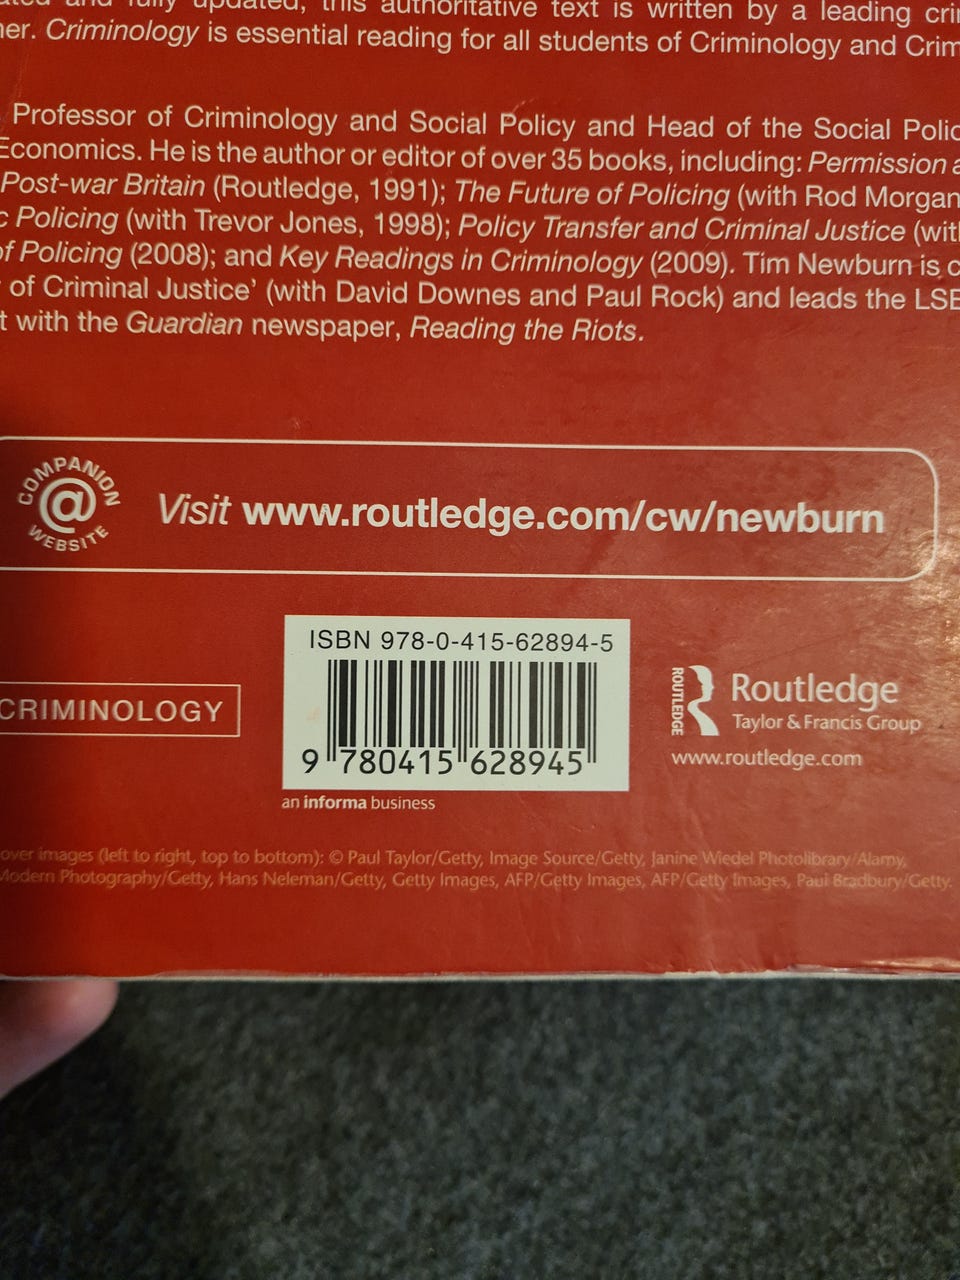 and fully updated, this authoritative text is written by a leading
Criminology is essential reading for all students of Criminology and
Professor of Criminology and Social Policy and Head of the Social
Economics. He is the author or editor of over 35 books, including: Permission
Post-war Britain (Routledge, 1991); The Future of Policing (with Rod Morgan
Policing (with Trevor Jones, 1998); Policy Transfer and Criminal Justice (with
of Policing (2008); and Key Readings in Criminology (2009). Tim Newburn is
of Criminal Justice' (with David Downes and Paul Rock) and leads the LSE
with the Guardian newspaper, Reading the Riots.
COMPANION @ WEBSITE
Visit www.routledge.com/cw/newburn
ISBN 978-0-415-62894-5
9 780415 628945
CRIMINOLOGY
ROUTLEDGE
Routledge
Taylor & Francis Group
www.routledge.com
an informa business
over images (left to right, top to bottom): © Paul Taylor/Getty, Image Source/Getty, Janine Wiedel Photolibrary/Alamy,
Modern Photography/Getty, Hans Neleman/Getty, Getty Images, AFP/Getty Images, AFP/Getty Images, Paul Bradbury/Getty.